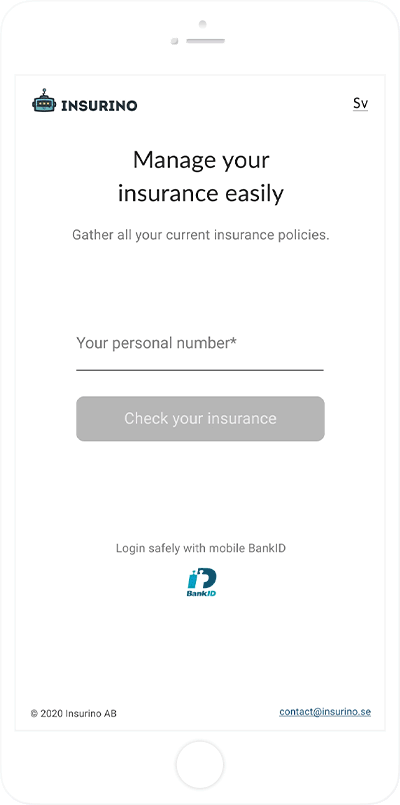 INSURINO
Sv
Manage your
insurance easily
Gather all your current insurance policies.
Your personal number*
Check your insurance
Login safely with mobile BankID
BankID
© 2020 Insurino AB
contact@insurino.se